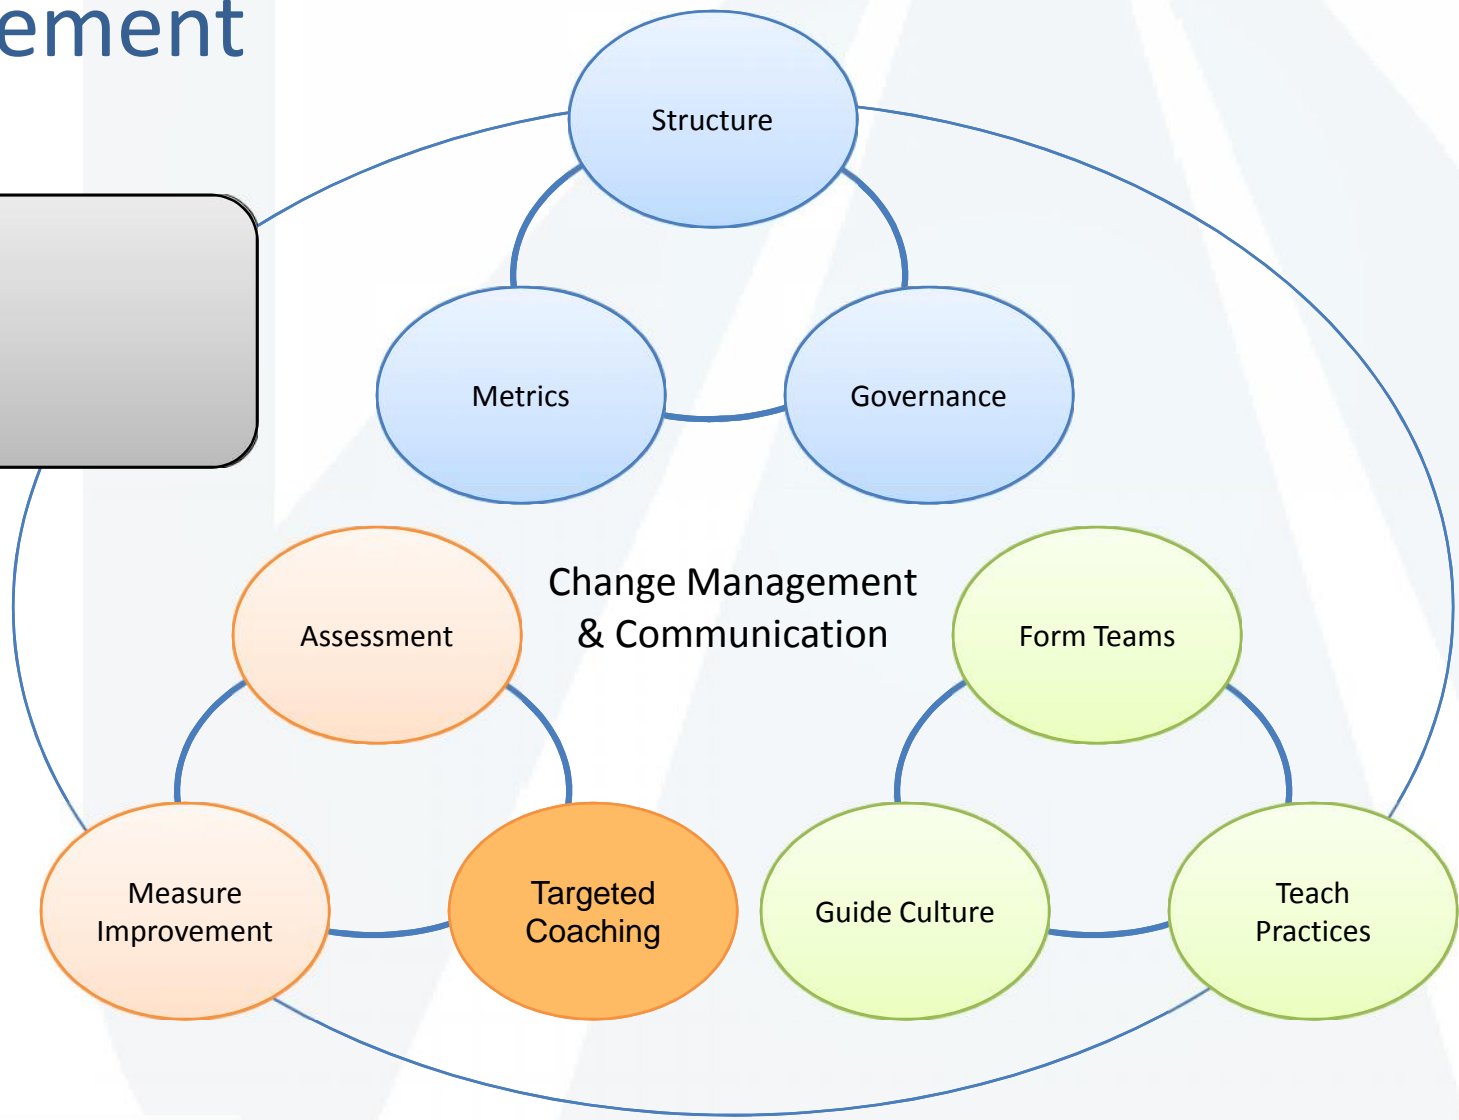 ement
Structure
Metrics
Governance
Change Management
& Communication
Assessment
Form Teams
Measure
Improvement
Targeted
Coaching
Guide Culture
Teach
Practices